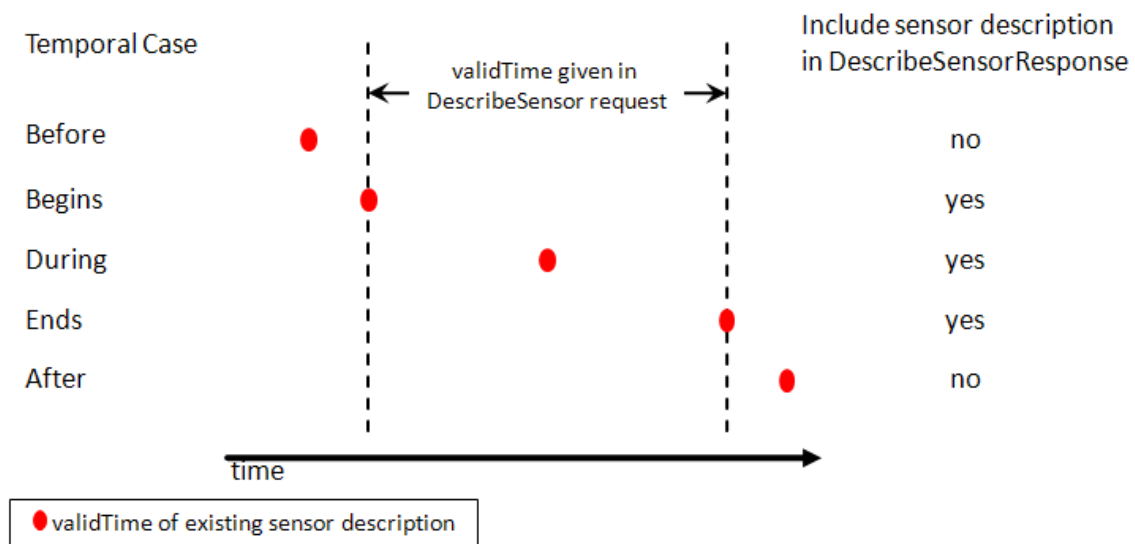 Temporal Case
Include sensor description
in DescribeSensorResponse
validTime given in
DescribeSensor request
Before
no
Begins
yes
During
yes
Ends
yes
After
no
time
validTime of existing sensor description